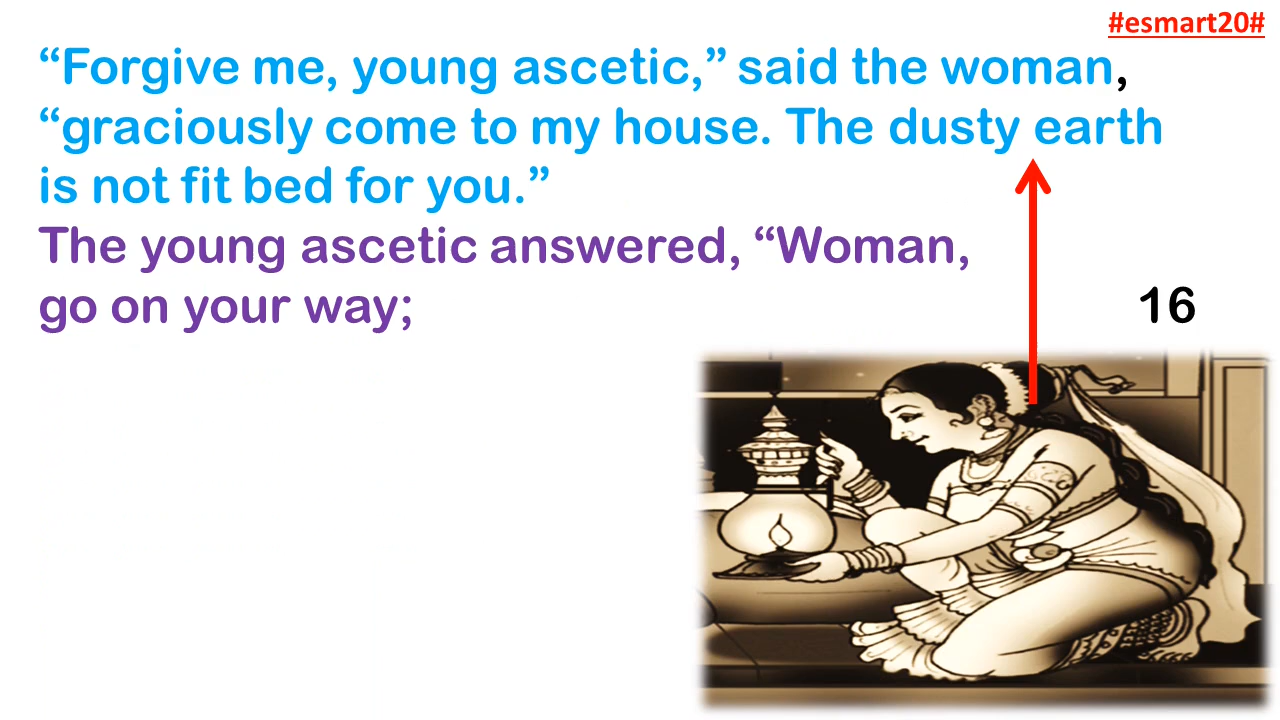 #esmart20#
“Forgive me, young ascetic,” said the woman,
“graciously come to my house. The dusty earth
is not fit bed for you.”
The young ascetic answered, “Woman,
go on your way;
16